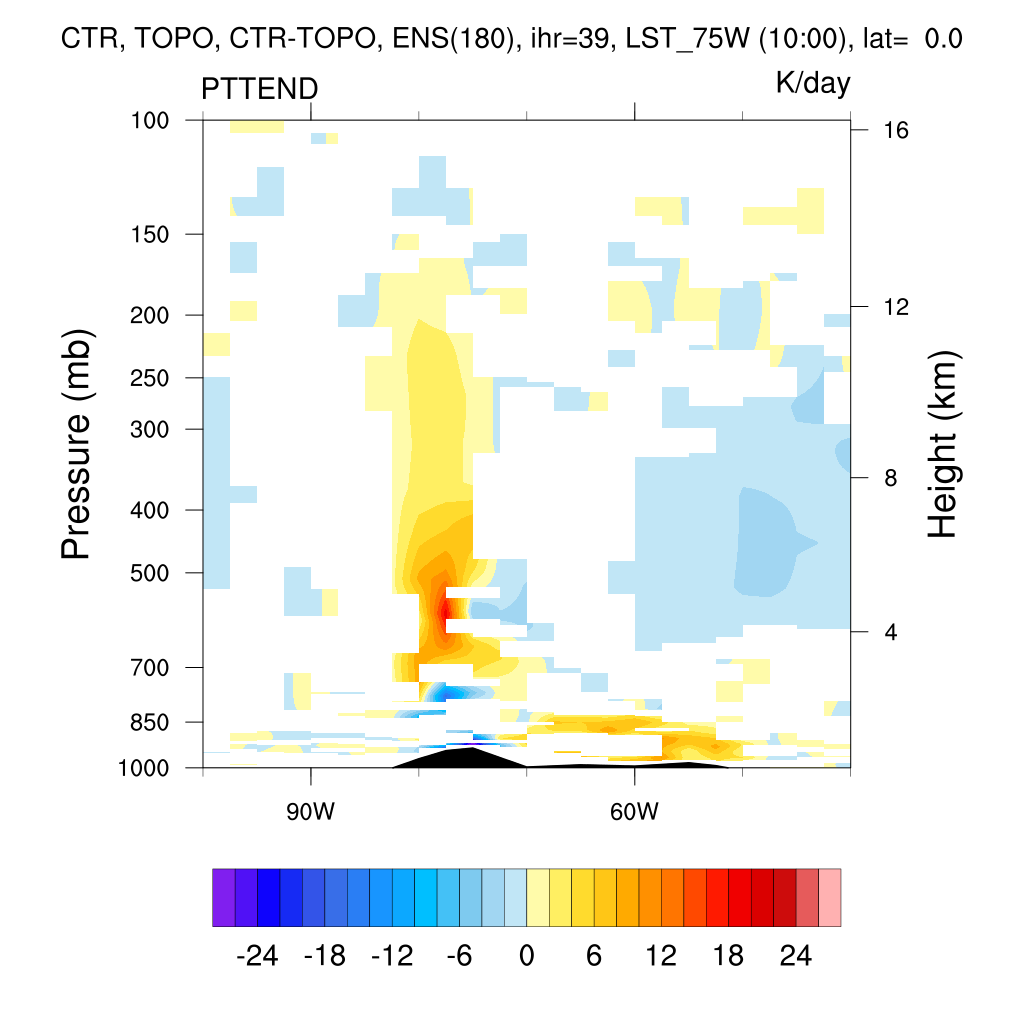 CTR, TOPO, CTR-TOPO, ENS(180), ihr=39, LST_75W (10:00), lat=  0.0
PTTEND K/day
100
150
200
250
300
400
500
700
850
1000
Pressure (mb)
16
12
8
4
Height (km)
90W 60W
-24 -18 -12 -6 0 6 12 18 24